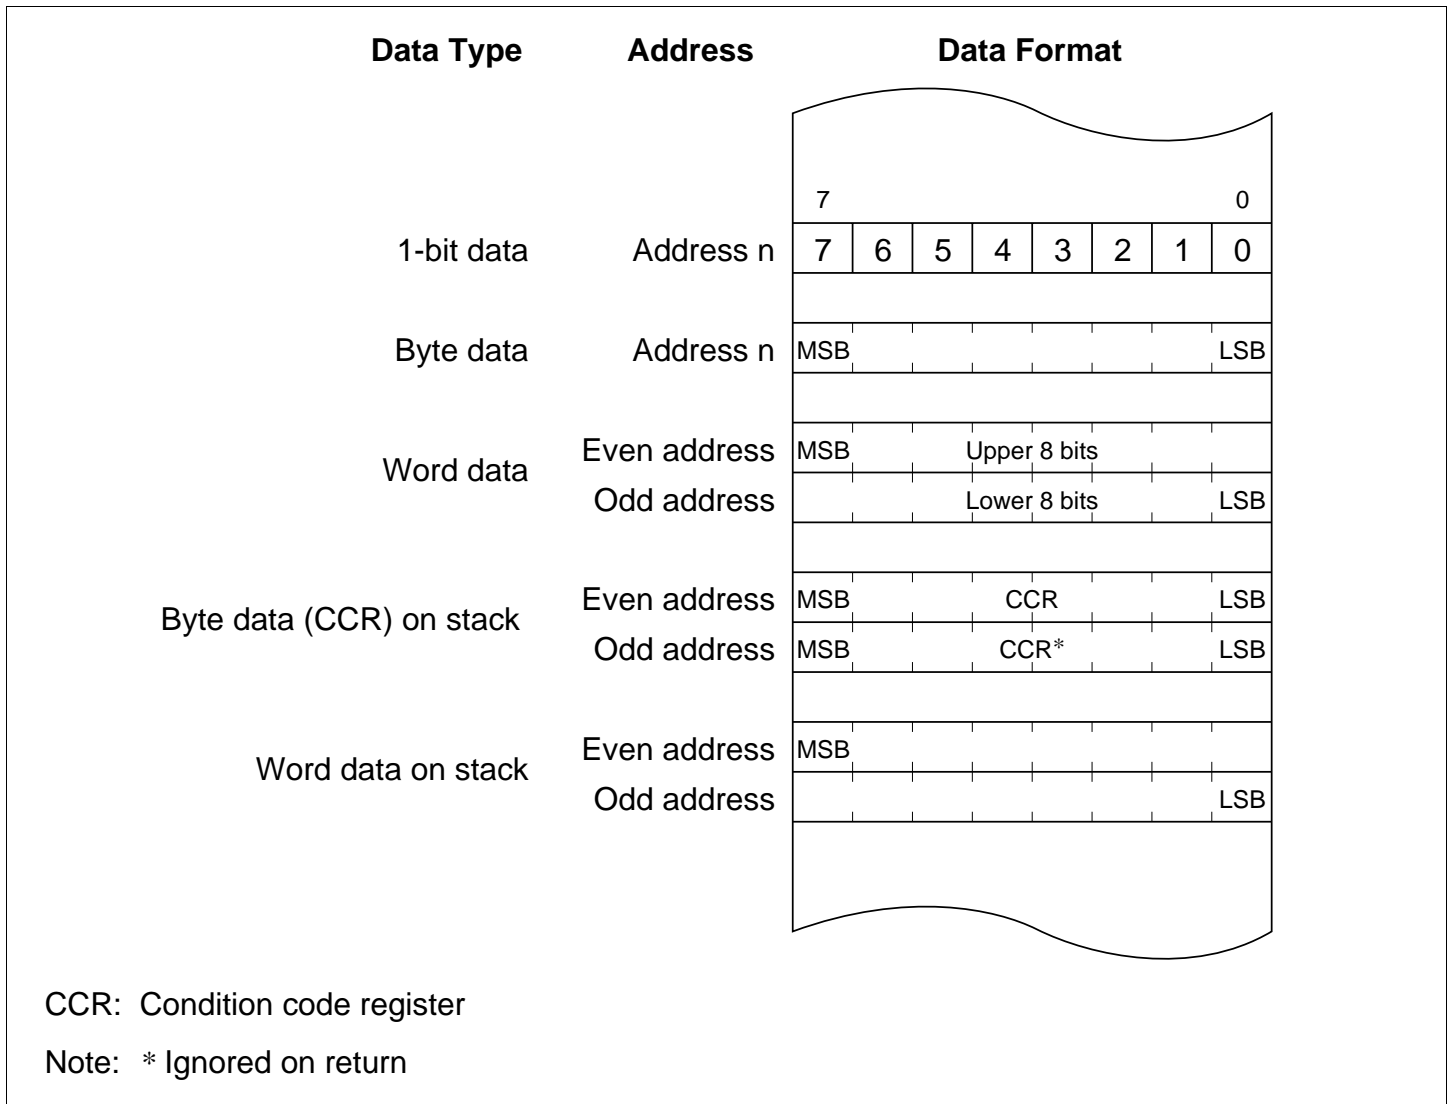 Data Type Address Data Format
7 0
1-bit data Address n 7 6 5 4 3 2 1 0
Byte data Address n MSB LSB
Word data
Even address MSB Upper 8 bits
Odd address Lower 8 bits LSB
Byte data (CCR) on stack
Even address MSB CCR LSB
Odd address MSB CCR* LSB
Word data on stack
Even address MSB
Odd address LSB
CCR: Condition code register
Note: * Ignored on return